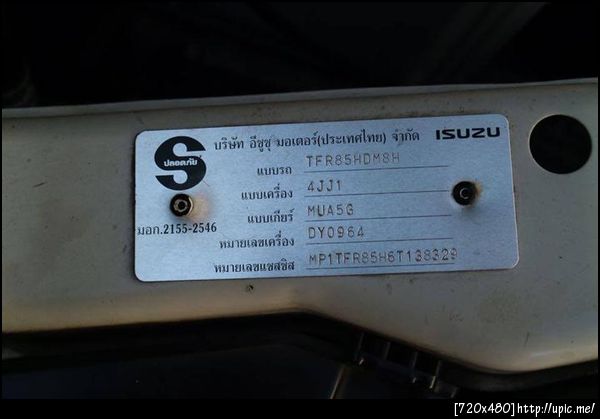 บริษัท อีซูซุ มอเตอร์(ประเทศไทย) จำกัด ISUZU
S
ปลอดภัย
มอก.2155-2546
แบบรถ TFR85HDM8H
แบบเครื่อง 4JJ1
แบบเกียร์ MUA5G
หมายเลขเครื่อง DY0964
หมายเลขแชสซิส MP1TFR85H6T138329
[720x480]http://upic.me/